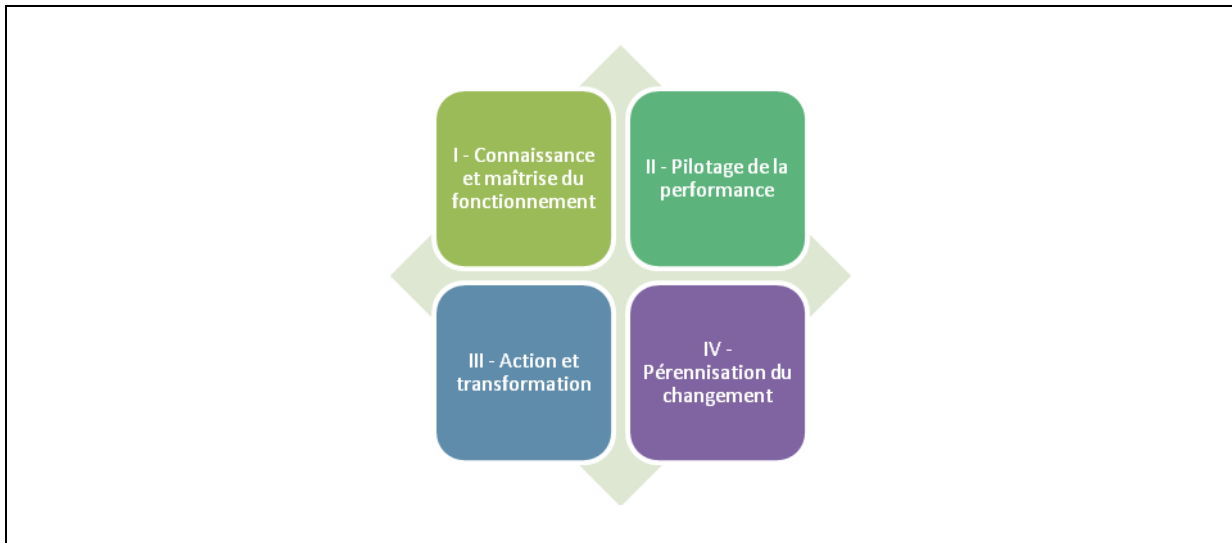 I - Connaissance
et maîtrise du
fonctionnement
II - Pilotage de la
performance
III - Action et
transformation
IV -
Pérennisation du
changement